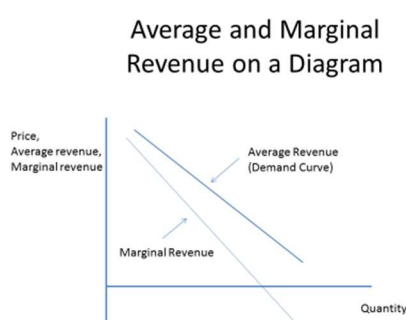 Average and Marginal
Revenue on a Diagram
Price,
Average revenue,
Marginal revenue
Average Revenue
(Demand Curve)
Marginal Revenue
Quantity